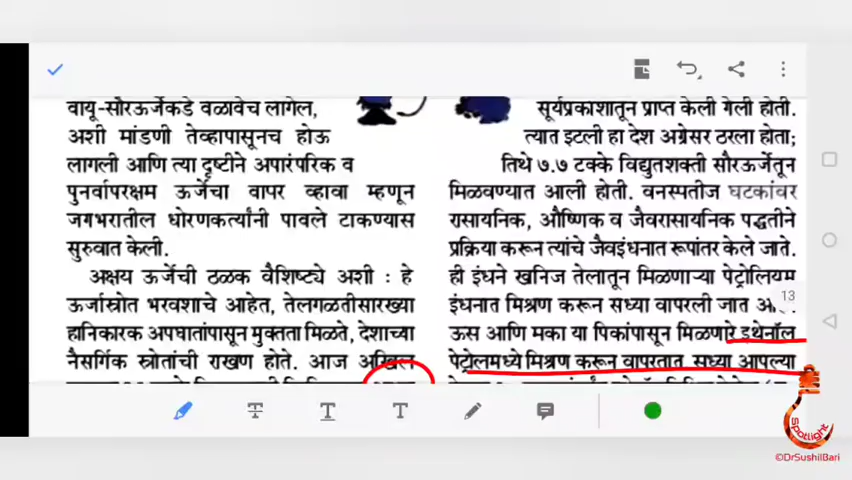 वायू-सौरऊर्जेकडे वळावेच लागेल,
अशी मांडणी तेव्हापासूनच होऊ
लागली आणि त्या दृष्टीने अपारंपरिक व
पुनर्वापरक्षम ऊर्जेचा वापर व्हावा म्हणून
जगभरातील धोरणकर्त्यांनी पावले टाकण्यास
सुरुवात केली.
अक्षय ऊर्जेची ठळक वैशिष्ट्ये अशी : हे
ऊर्जास्रोत भरवशाचे आहेत, तेलगळतीसारख्या
हानिकारक अपघातांपासून मुक्तता मिळते, देशाच्या
नैसर्गिक स्रोतांची राखण होते. आज अखिल
सूर्यप्रकाशातून प्राप्त केली गेली होती.
त्यात इटली हा देश अग्रेसर ठरला होता;
तिथे ७.७ टक्के विद्युतशक्ती सौरऊर्जेतून
मिळवण्यात आली होती. वनस्पतीज घटकांवर
रासायनिक, औष्णिक व जैवरासायनिक पद्धतीने
प्रक्रिया करून त्यांचे जैवइंधनात रूपांतर केले जाते.
ही इंधने खनिज तेलातून मिळणाऱ्या पेट्रोलियम
इंधनात मिश्रण करून सध्या वापरली जात
13
ऊस आणि मका या पिकांपासून मिळणारे इथेनॉल
पेट्रोलमध्ये मिश्रण करून वापरतात सध्या आपल्या
T
T
T
Spotlight
©DrSushilBari